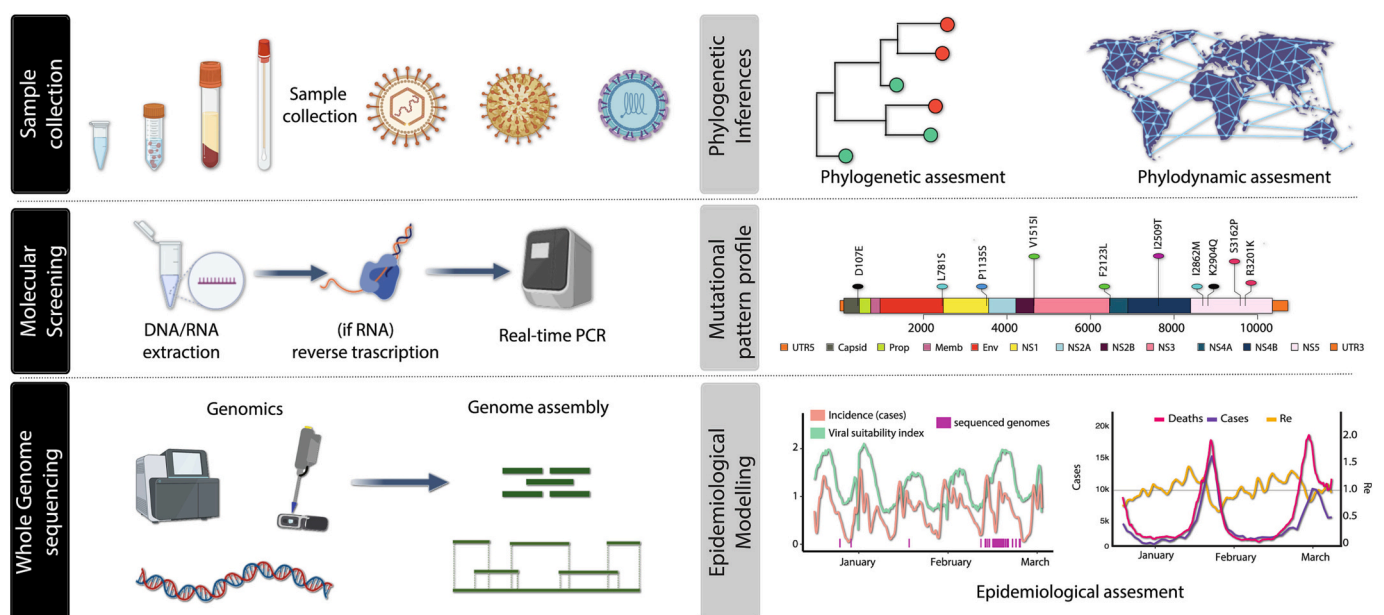 Sample
collection
Sample
collection
Molecular
Screening
DNA/RNA
extraction
(if RNA)
reverse trascription
Real-time PCR
Whole Genome
sequencing
Genomics
Genome assembly
Phylogenetic
Inferences
Phylogenetic assesment
Phylodynamic assesment
Mutational
pattern profile
D107E
L781S
P1135S
V1515I
F2123L
I2509T
I2862M
K2904Q
S3162P
R3201K
2000 4000 6000 8000 10000
UTR5 Capsid Prop Memb Env NS1 NS2A NS2B NS3 NS4A NS4B NS5 UTR3
Epidemiological
Modelling
Incidence (cases)
Viral suitability index
sequenced genomes
2
1
0
January February March
Deaths Cases Re
Cases
20k
15k
10k
5k
0
2.0
1.5
1.0
0.5
0
Re
January February March
Epidemiological assesment